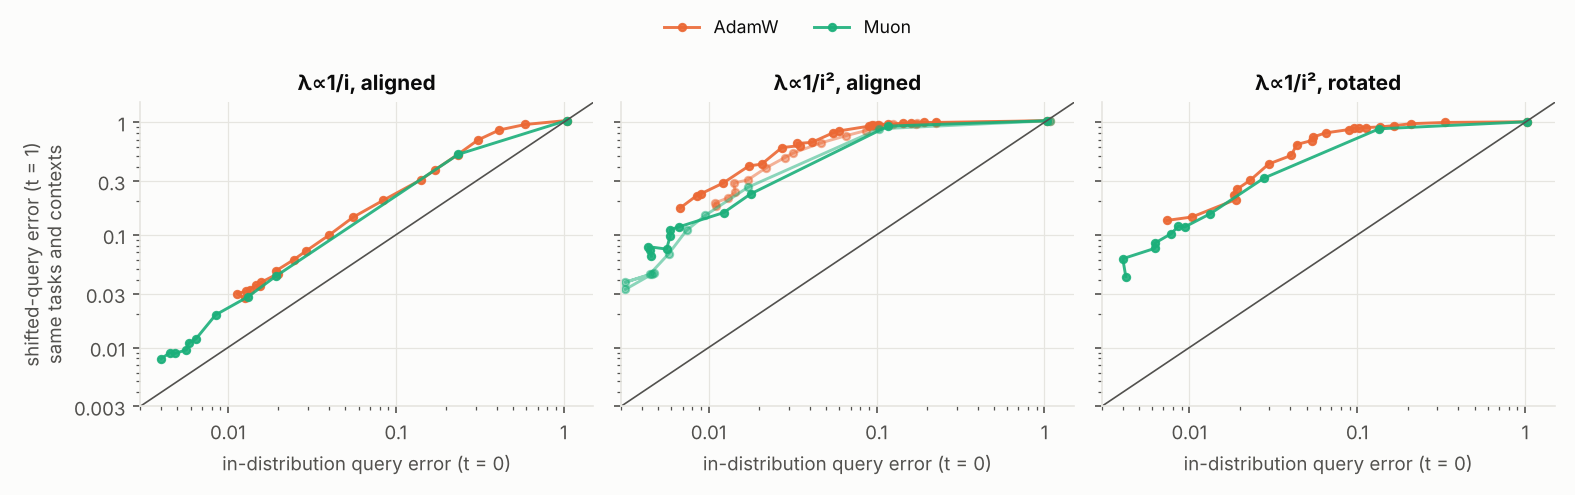 AdamW Muon
λ∝1/i, aligned
λ∝1/i², aligned
λ∝1/i², rotated
shifted-query error (t = 1)
same tasks and contexts
1
0.3
0.1
0.03
0.01
0.003
0.01 0.1 1
0.01 0.1 1
0.01 0.1 1
in-distribution query error (t = 0)
in-distribution query error (t = 0)
in-distribution query error (t = 0)